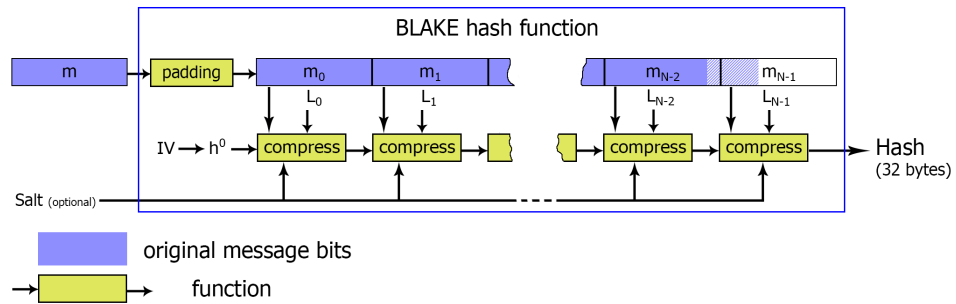 BLAKE hash function
m
padding
m0
m1
mN-2
mN-1
L0
L1
LN-2
LN-1
IV
h0
compress
compress
compress
compress
Hash
(32 bytes)
Salt (optional)
original message bits
function